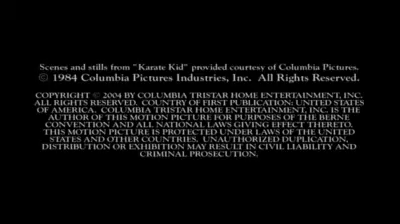 Scenes and stills from "Karate Kid" provided courtesy of Columbia Pictures.
© 1984 Columbia Pictures Industries, Inc. All Rights Reserved.
COPYRIGHT © 2004 BY COLUMBIA TRISTAR HOME ENTERTAINMENT, INC.
ALL RIGHTS RESERVED. COUNTRY OF FIRST PUBLICATION: UNITED STATES
OF AMERICA. COLUMBIA TRISTAR HOME ENTERTAINMENT, INC. IS THE
AUTHOR OF THIS MOTION PICTURE FOR PURPOSES OF THE BERNE
CONVENTION AND ALL NATIONAL LAWS GIVING EFFECT THERETO.
THIS MOTION PICTURE IS PROTECTED UNDER LAWS OF THE UNITED
STATES AND OTHER COUNTRIES. UNAUTHORIZED DUPLICATION,
DISTRIBUTION OR EXHIBITION MAY RESULT IN CIVIL LIABILITY AND
CRIMINAL PROSECUTION.